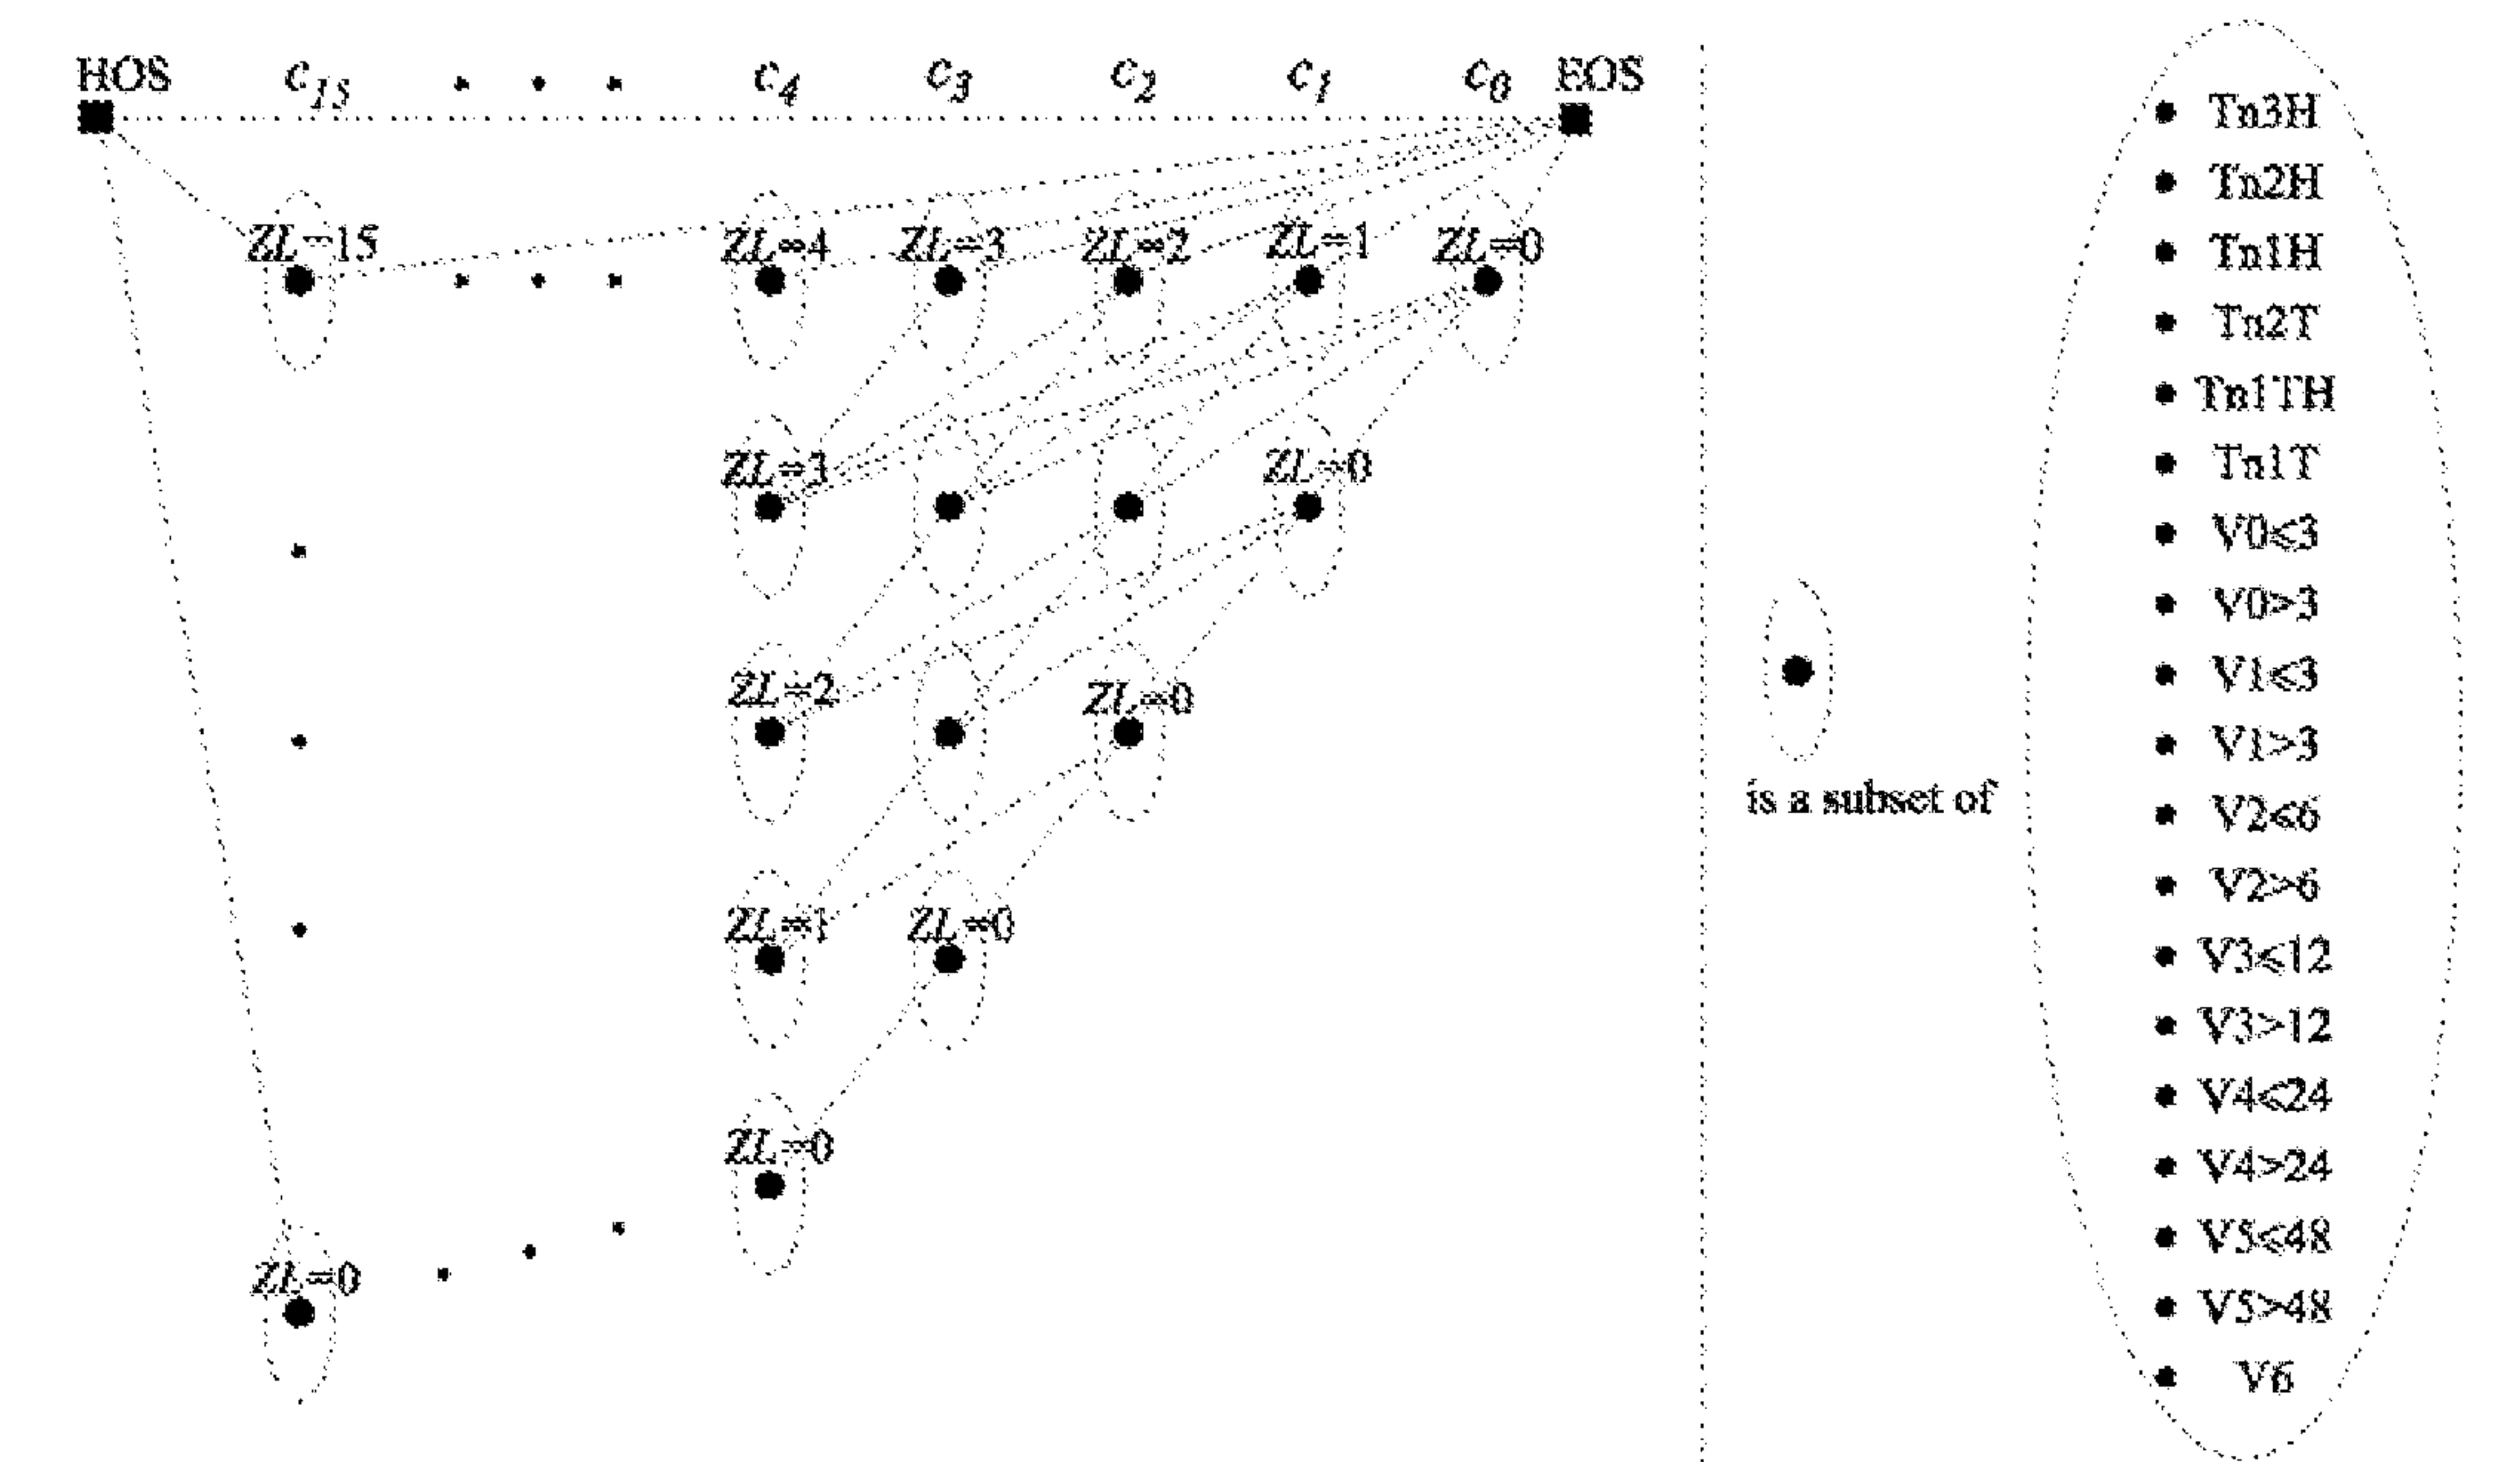 HOS c15 c4 c3 c2 c1 c0 EOS
ZL=15 ZL=4 ZL=3 ZL=2 ZL=1 ZL=0
ZL=3 ZL=0
ZL=2 ZL=0
ZL=1 ZL=0
ZL=0
ZL=0
is a subset of
Tn3H
Tn2H
Tn1H
Tn2T
Tn1TH
Tn1T
V0<3
V0>3
V1<3
V1>3
V2<6
V2>6
V3<12
V3>12
V4<24
V4>24
V5<48
V5>48
V6